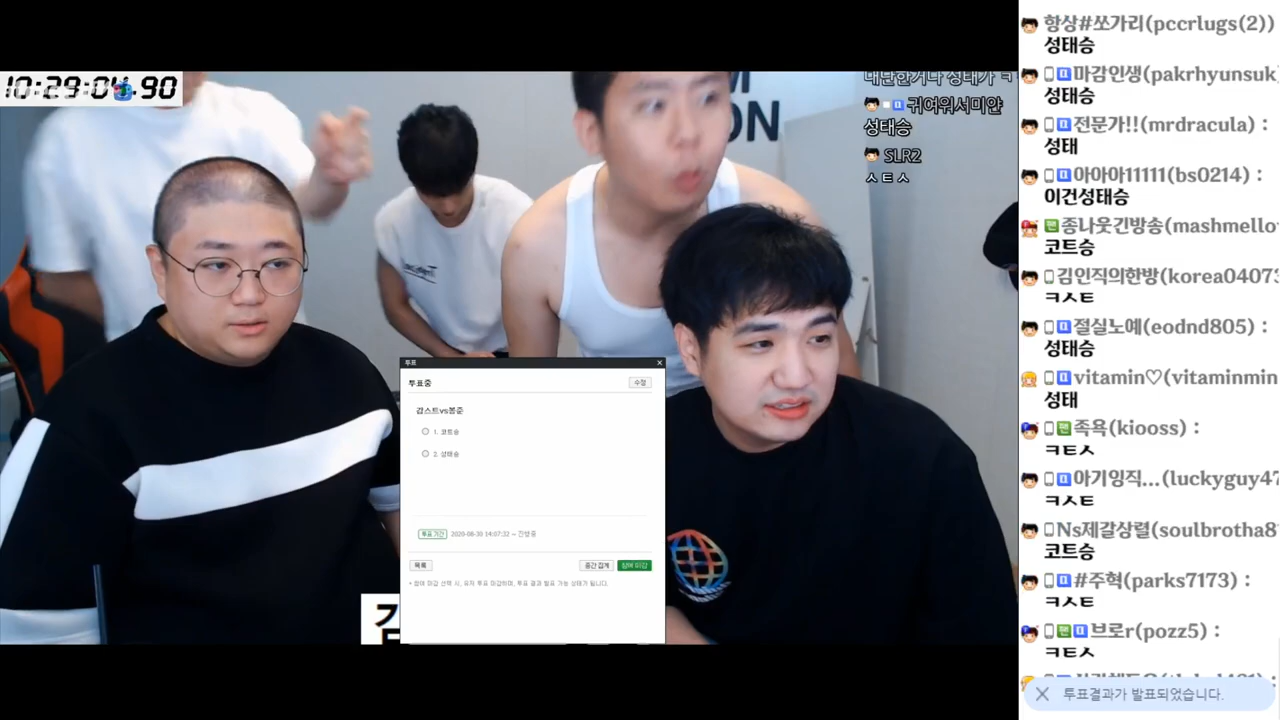 10:29:04.90
대단한거다 성태가 ㅋ
귀여워서미얀
성태승
SLR2
ㅅㅌㅅ
ON
투표
투표중
수정
감스트vs봉준
1. 코트승
2. 성태승
투표기간 2020-08-30 14:07:32 ~ 진행중
목록
중간 집계
참여 마감
* 참여 마감 선택 시, 유저 투표 마감하며, 투표 결과 발표 가능 상태가 됩니다.
항상#쏘가리(pccrlugs(2))
성태승
마감인생(pakrhyunsuk
성태승
전문가!!(mrdracula) :
성태
아아아11111(bs0214) :
이건성태승
종나웃긴방송(mashmello
코트승
김인직의한방(korea04073
ㅋㅅㅌ
절실노예(eodnd805) :
성태승
vitamin♡(vitaminmin
성태
족욕(kiooss) :
ㅋㅌㅅ
아기잉직...(luckyguy47
ㅋㅅㅌ
Ns제갈상렬(soulbrotha8
코트승
#주혁(parks7173) :
ㅋㅅㅌ
브로r(pozz5) :
ㅋㅌㅅ
투표결과가 발표되었습니다.